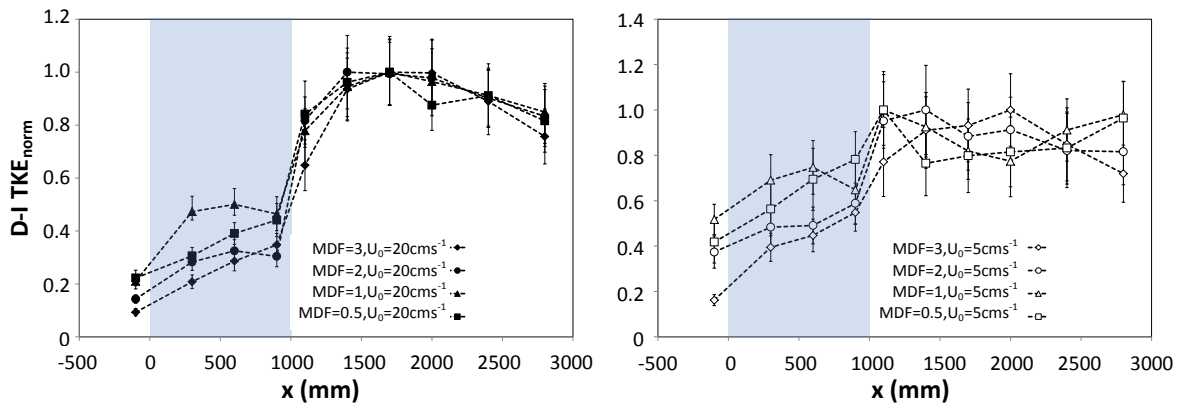 D-I TKEnorm
1.2
1.0
0.8
0.6
0.4
0.2
0
MDF=3,U₀=20cms⁻¹
MDF=2,U₀=20cms⁻¹
MDF=1,U₀=20cms⁻¹
MDF=0.5,U₀=20cms⁻¹
-500 0 500 1000 1500 2000 2500 3000
x (mm)
1.4
1.2
1.0
0.8
0.6
0.4
0.2
0
MDF=3,U₀=5cms⁻¹
MDF=2,U₀=5cms⁻¹
MDF=1,U₀=5cms⁻¹
MDF=0.5,U₀=5cms⁻¹
-500 0 500 1000 1500 2000 2500 3000
x (mm)